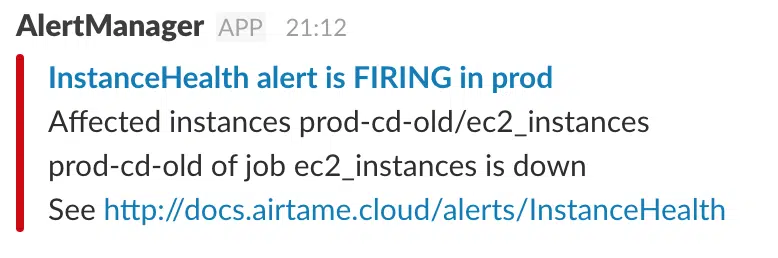 AlertManager APP 21:12
InstanceHealth alert is FIRING in prod
Affected instances prod-cd-old/ec2_instances
prod-cd-old of job ec2_instances is down
See http://docs.airtame.cloud/alerts/InstanceHealth